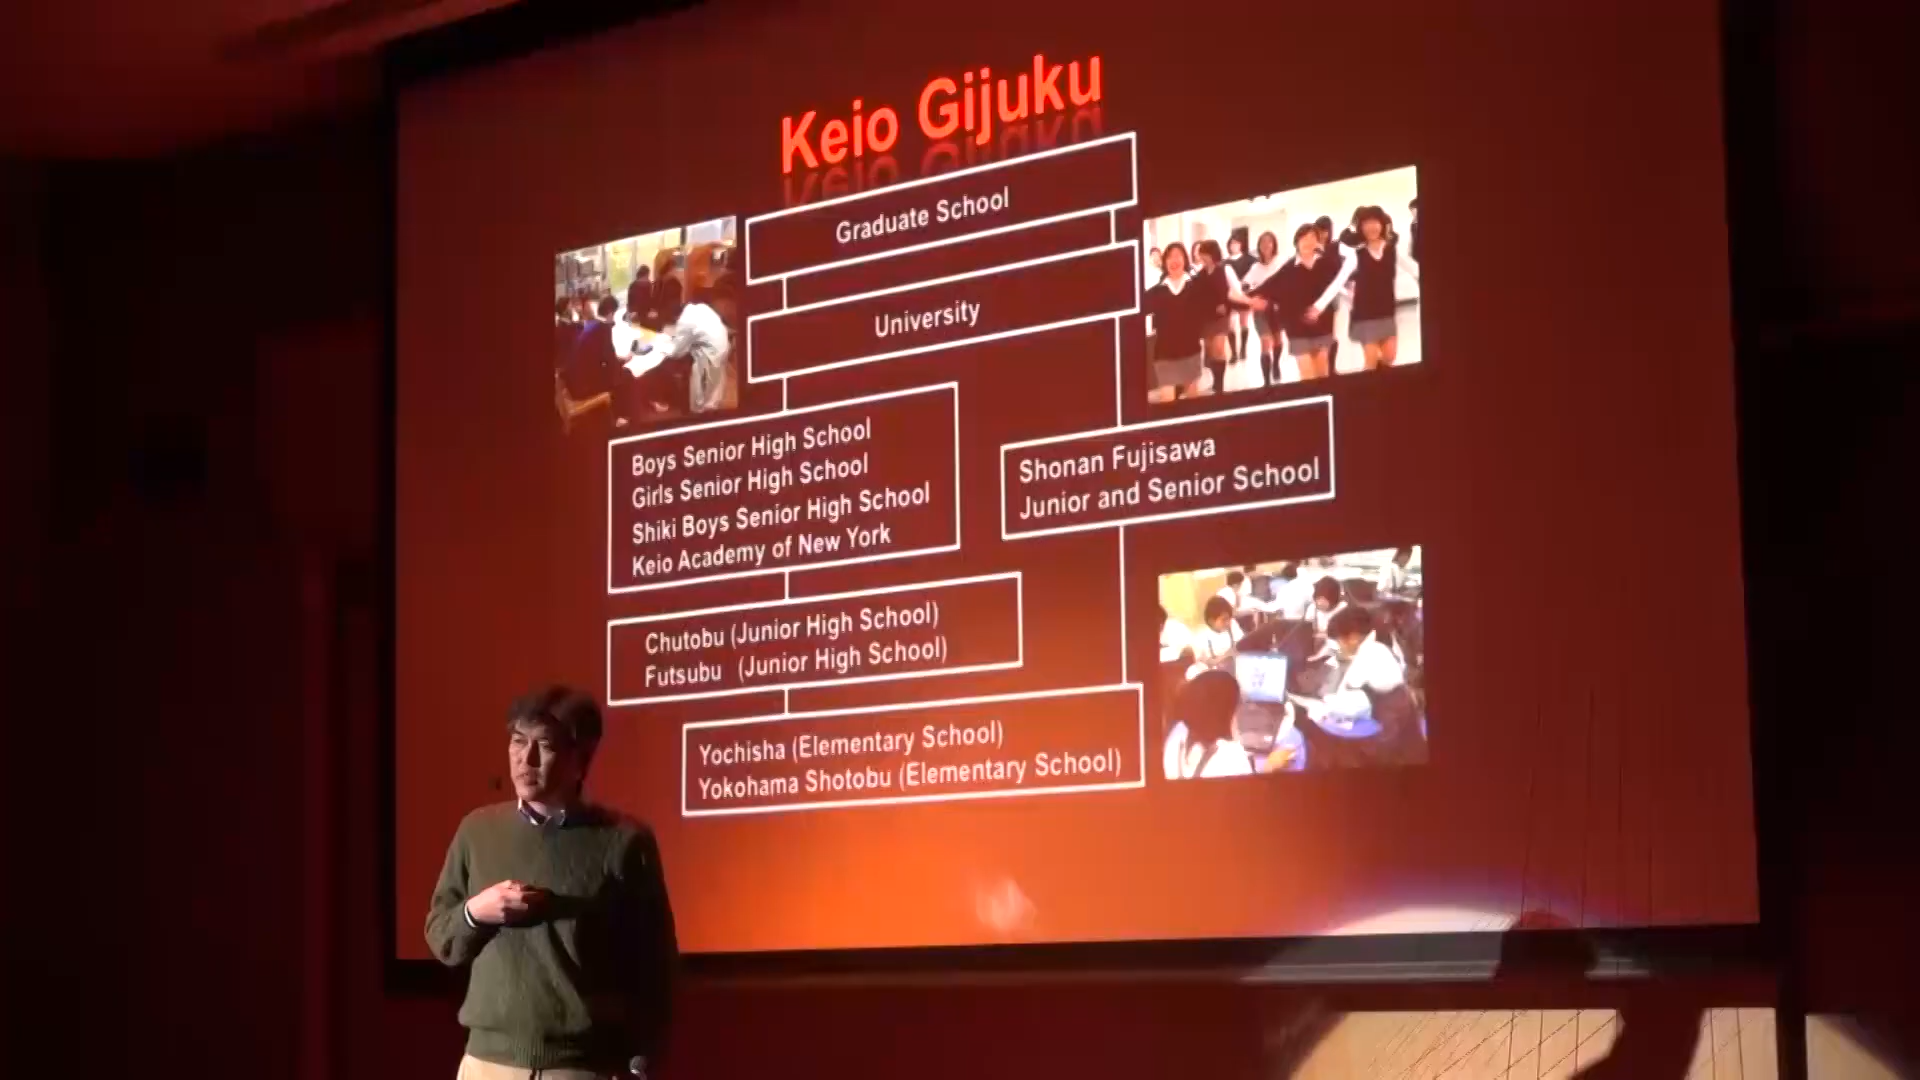 Keio Gijuku
Graduate School
University
Boys Senior High School
Girls Senior High School
Shiki Boys Senior High School
Keio Academy of New York
Shonan Fujisawa
Junior and Senior School
Chutobu (Junior High School)
Futsubu (Junior High School)
Yochisha (Elementary School)
Yokohama Shotobu (Elementary School)